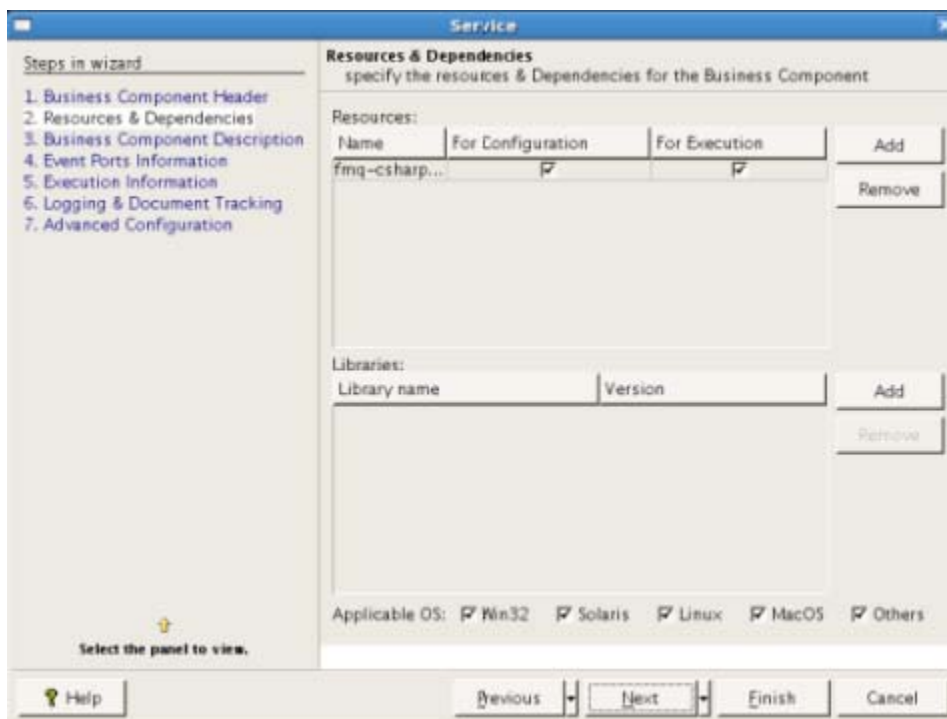 Service
Steps in wizard
1. Business Component Header
2. Resources & Dependencies
3. Business Component Description
4. Event Ports Information
5. Execution Information
6. Logging & Document Tracking
7. Advanced Configuration
Select the panel to view.
Resources & Dependencies
specify the resources & Dependencies for the Business Component
Resources:
Name For Configuration For Execution
fmq-csharp...
Add
Remove
Libraries:
Library name Version
Add
Remove
Applicable OS: Win32 Solaris Linux MacOS Others
Help Previous Next Finish Cancel